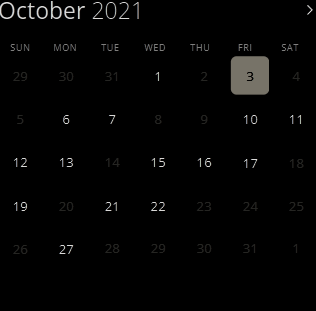 October 2021 >
SUN MON TUE WED THU FRI SAT
29 30 31 1 2 3 4
5 6 7 8 9 10 11
12 13 14 15 16 17 18
19 20 21 22 23 24 25
26 27 28 29 30 31 1